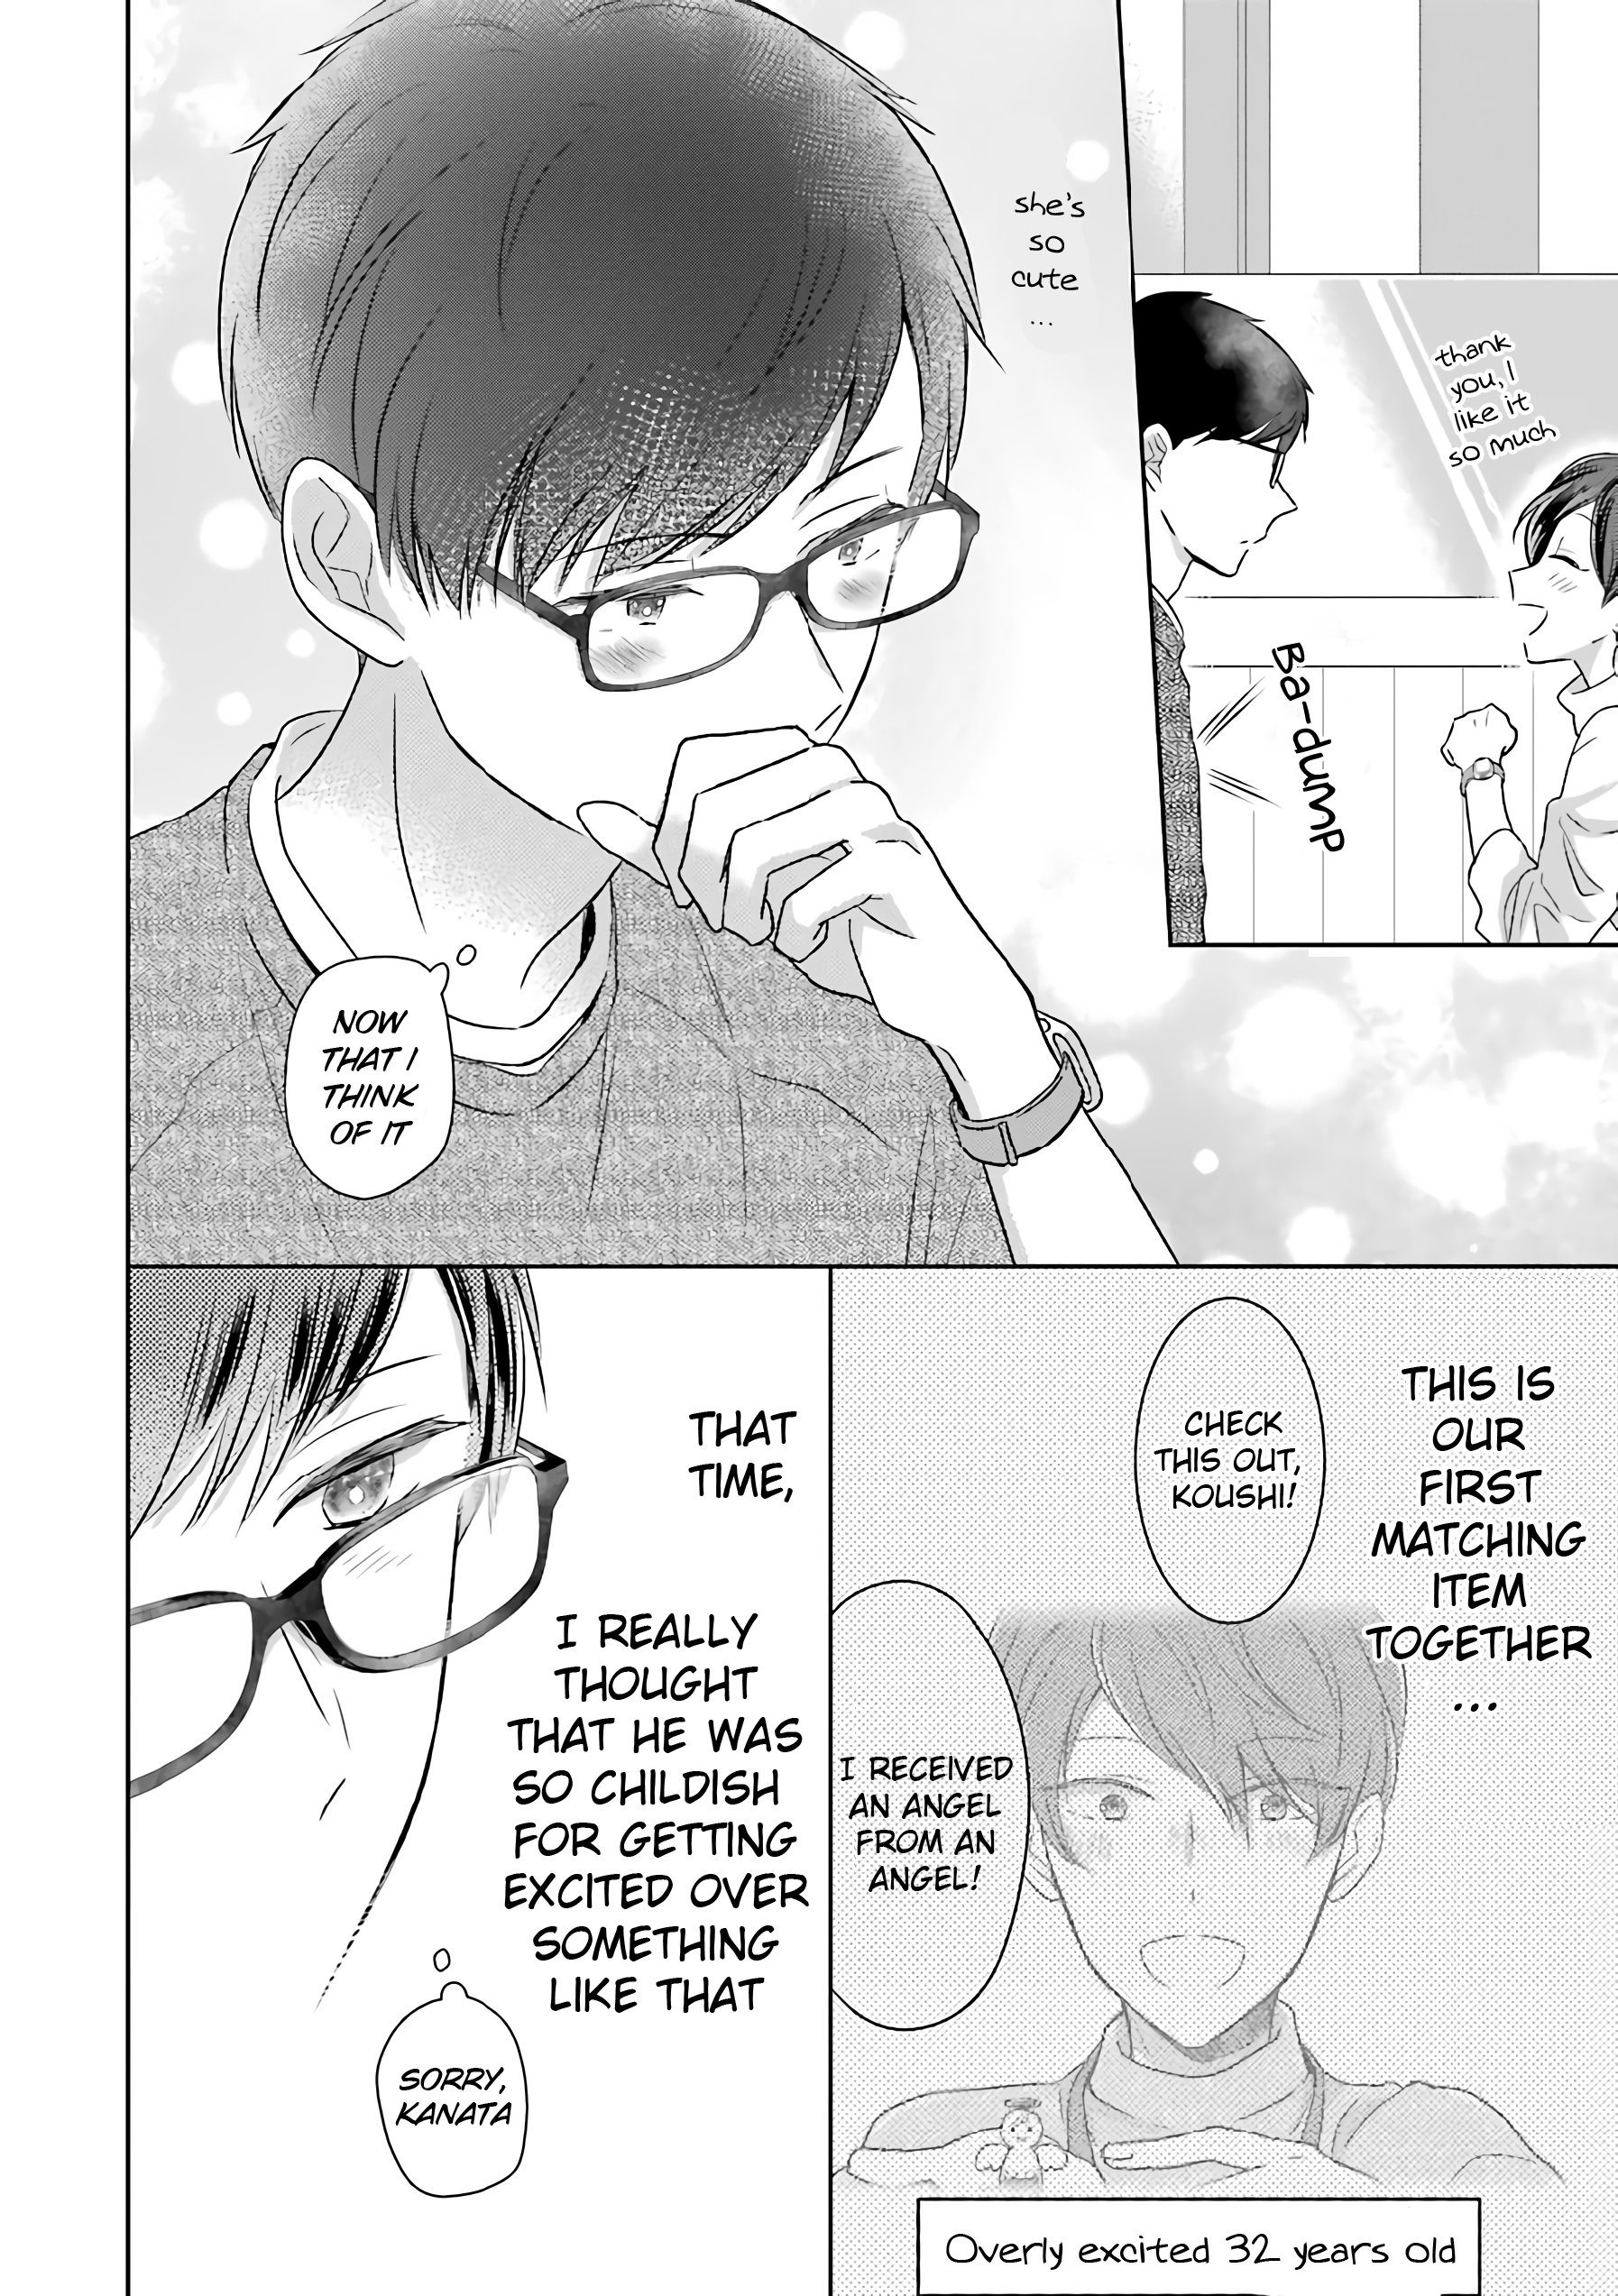 thank
you, I
like it
so much
Ba-dump
she's
so
cute
...
NOW
THAT I
THINK
OF IT
THIS IS
OUR
FIRST
MATCHING
ITEM
TOGETHER
...
CHECK
THIS OUT,
KOUSHI!
I RECEIVED
AN ANGEL
FROM AN
ANGEL!
Overly excited 32 years old
THAT
TIME,
I REALLY
THOUGHT
THAT HE WAS
SO CHILDISH
FOR GETTING
EXCITED OVER
SOMETHING
LIKE THAT
SORRY,
KANATA